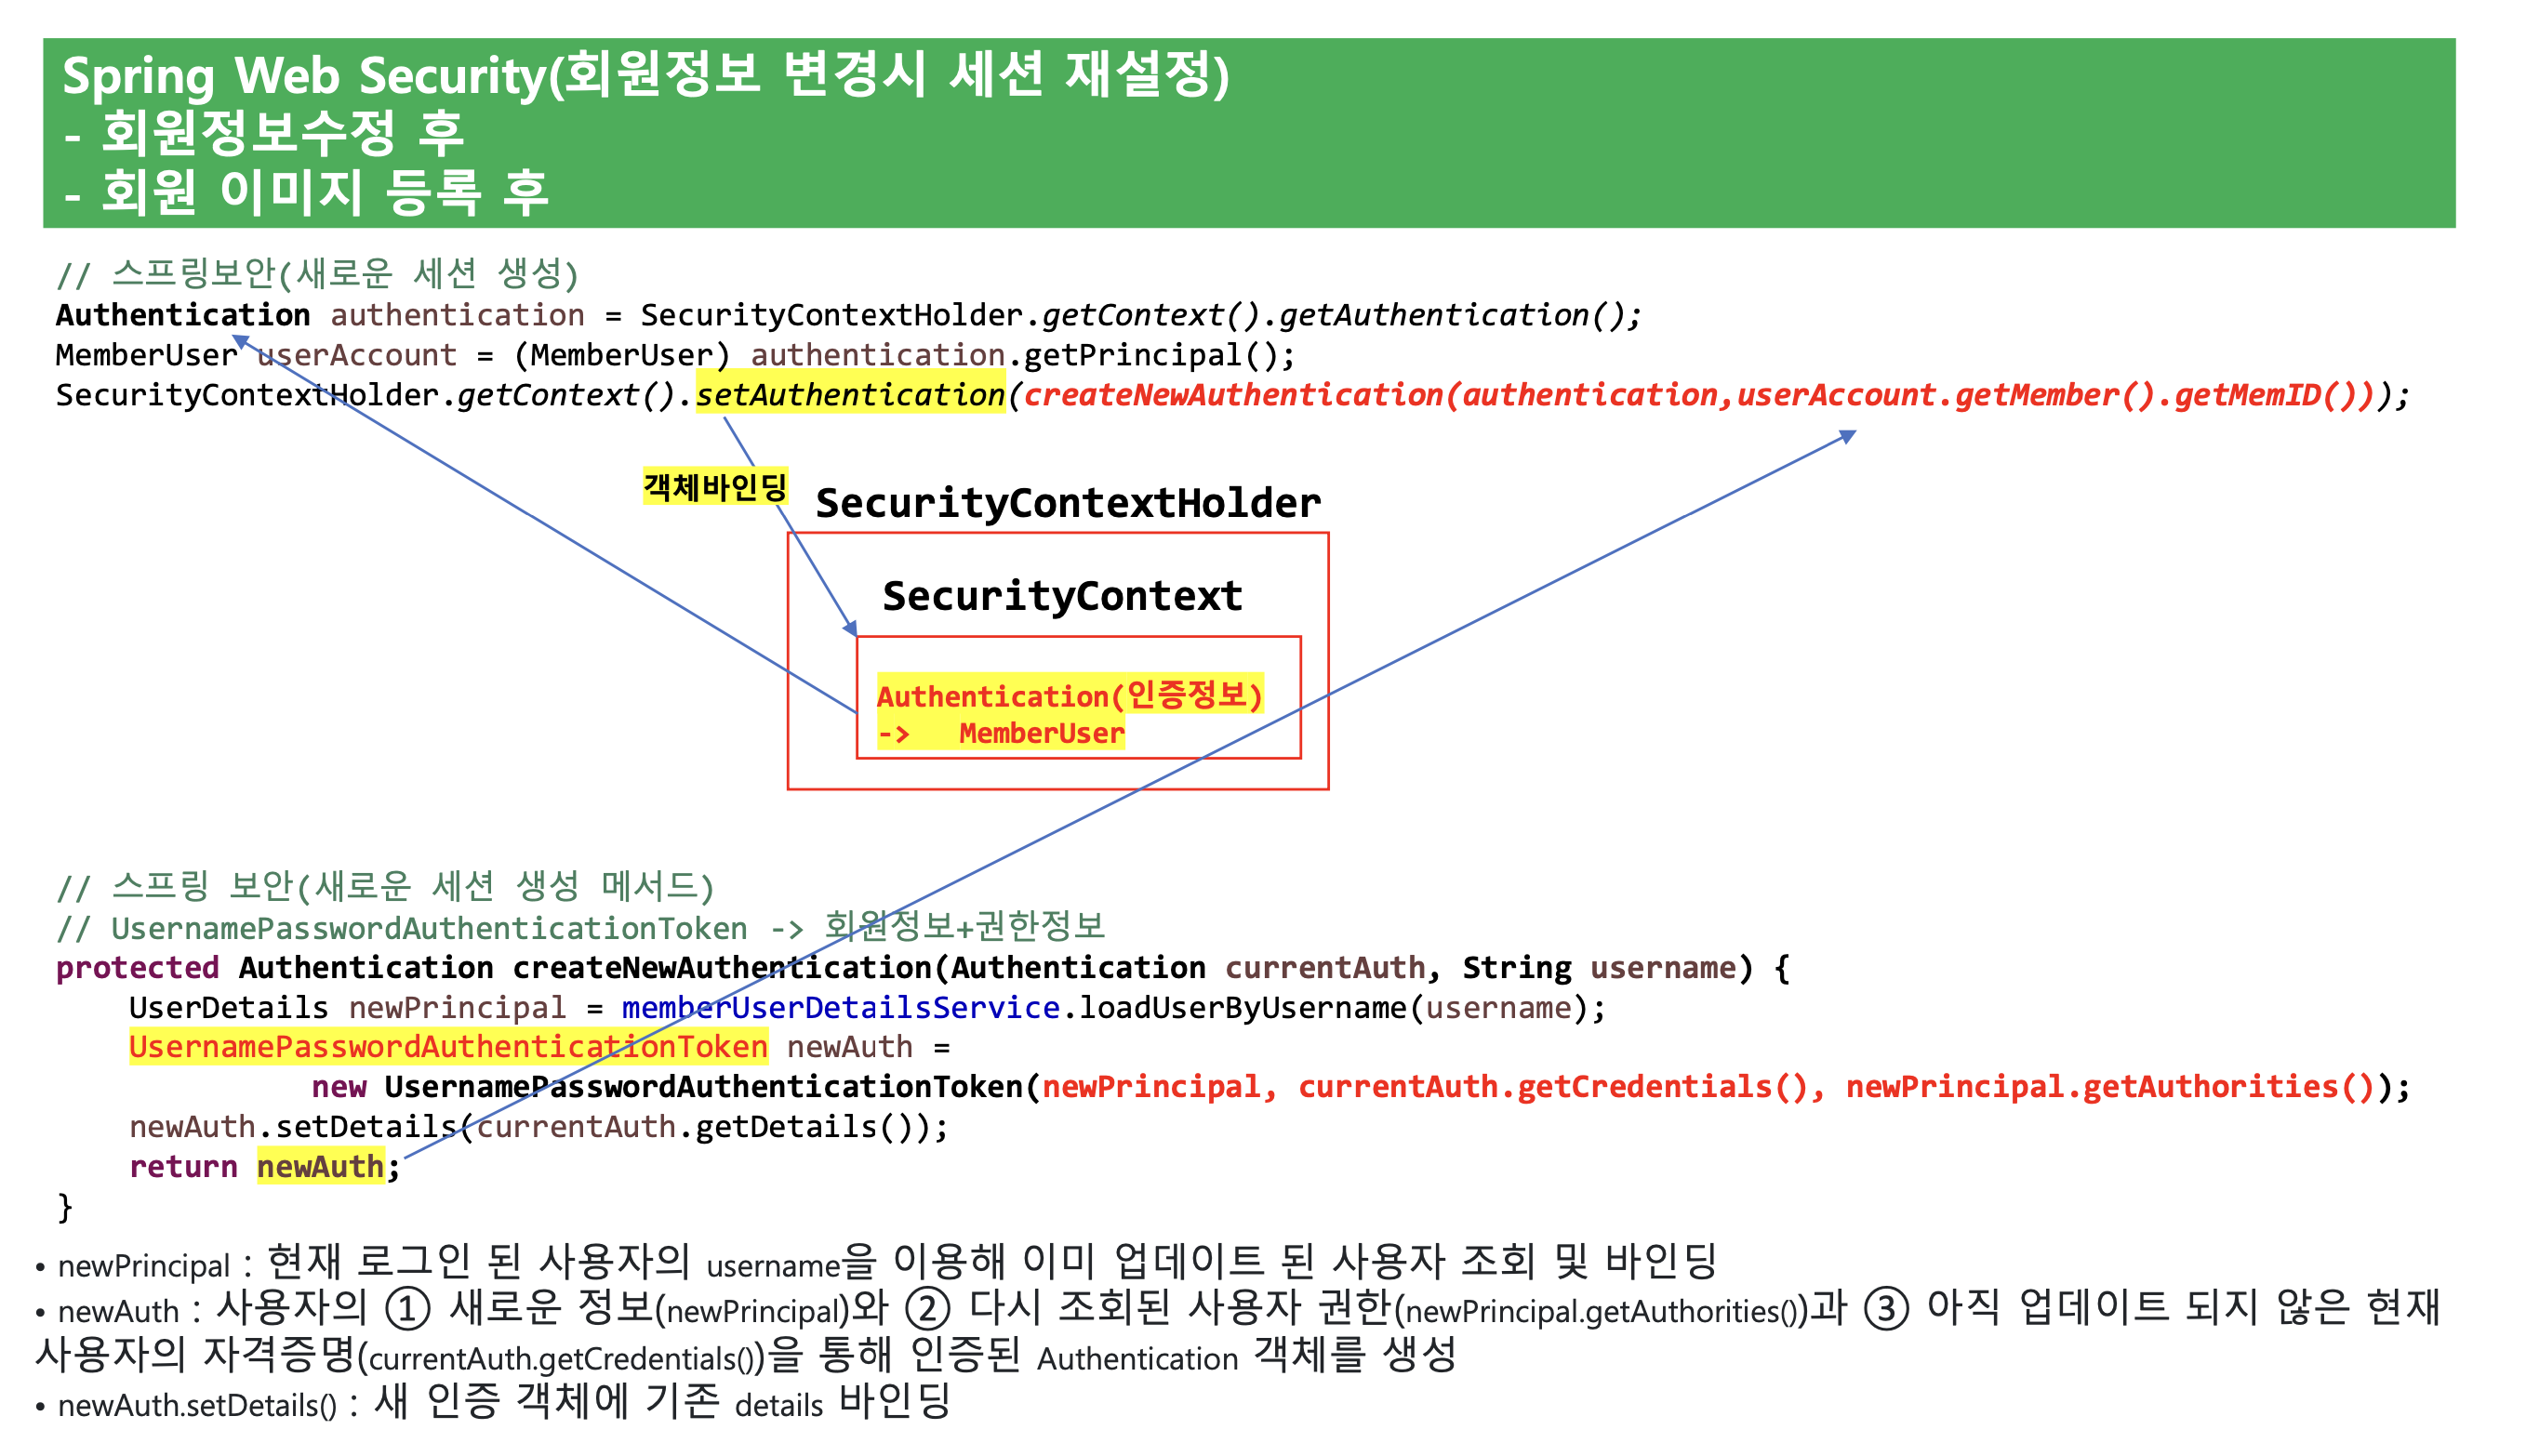 Spring Web Security(회원정보 변경시 세션 재설정)
- 회원정보수정 후
- 회원 이미지 등록 후
// 스프링보안(새로운 세션 생성)
Authentication authentication = SecurityContextHolder.getContext().getAuthentication();
MemberUser userAccount = (MemberUser) authentication.getPrincipal();
SecurityContextHolder.getContext().setAuthentication(createNewAuthentication(authentication,userAccount.getMember().getMemID()));
객체바인딩
SecurityContextHolder
SecurityContext
Authentication(인증정보)
-> MemberUser
// 스프링 보안(새로운 세션 생성 메서드)
// UsernamePasswordAuthenticationToken -> 회원정보+권한정보
protected Authentication createNewAuthentication(Authentication currentAuth, String username) {
UserDetails newPrincipal = memberUserDetailsService.loadUserByUsername(username);
UsernamePasswordAuthenticationToken newAuth =
new UsernamePasswordAuthenticationToken(newPrincipal, currentAuth.getCredentials(), newPrincipal.getAuthorities());
newAuth.setDetails(currentAuth.getDetails());
return newAuth;
}
• newPrincipal : 현재 로그인 된 사용자의 username을 이용해 이미 업데이트 된 사용자 조회 및 바인딩
• newAuth : 사용자의 ① 새로운 정보(newPrincipal)와 ② 다시 조회된 사용자 권한(newPrincipal.getAuthorities())과 ③ 아직 업데이트 되지 않은 현재
사용자의 자격증명(currentAuth.getCredentials())을 통해 인증된 Authentication 객체를 생성
• newAuth.setDetails() : 새 인증 객체에 기존 details 바인딩